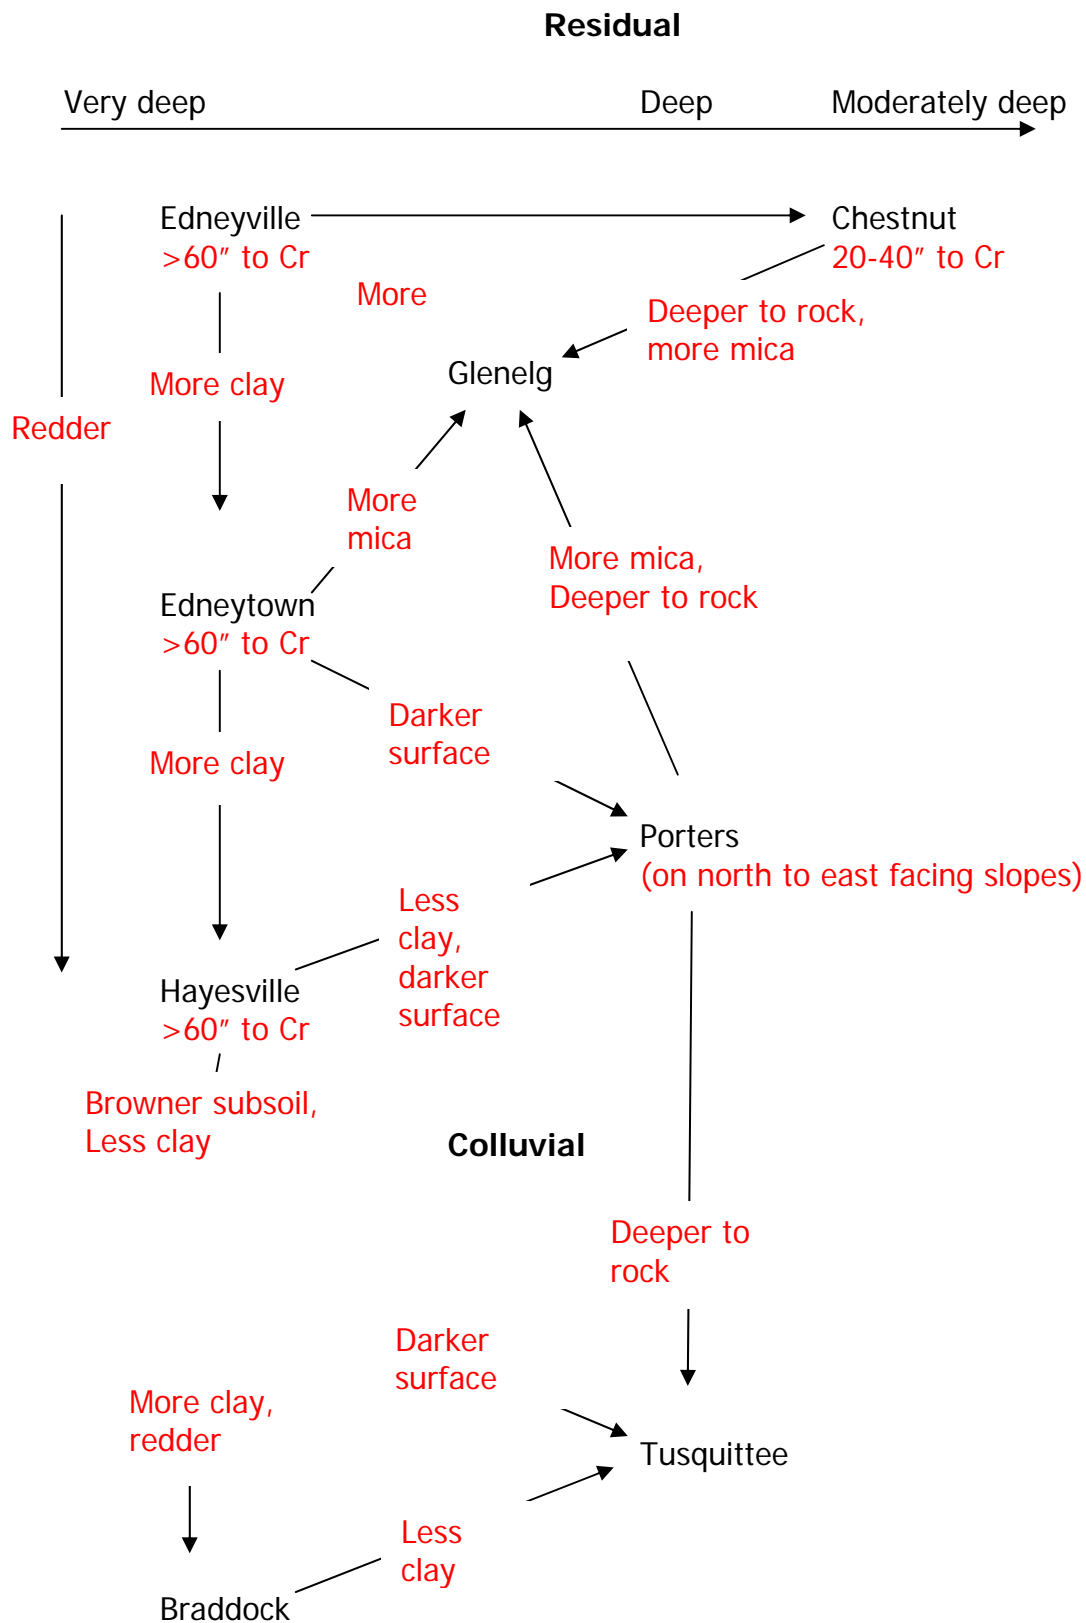 Residual
Very deep
Deep
Moderately deep
Edneyville
>60" to Cr
Chestnut
20-40" to Cr
More
Deeper to rock,
more mica
Glenelg
More clay
Redder
More
mica
More mica,
Deeper to rock
Edneytown
>60" to Cr
Darker
surface
More clay
Porters
(on north to east facing slopes)
Less
clay,
darker
surface
Hayesville
>60" to Cr
Browner subsoil,
Less clay
Colluvial
Deeper to
rock
Darker
surface
More clay,
redder
Tusquittee
Less
clay
Braddock